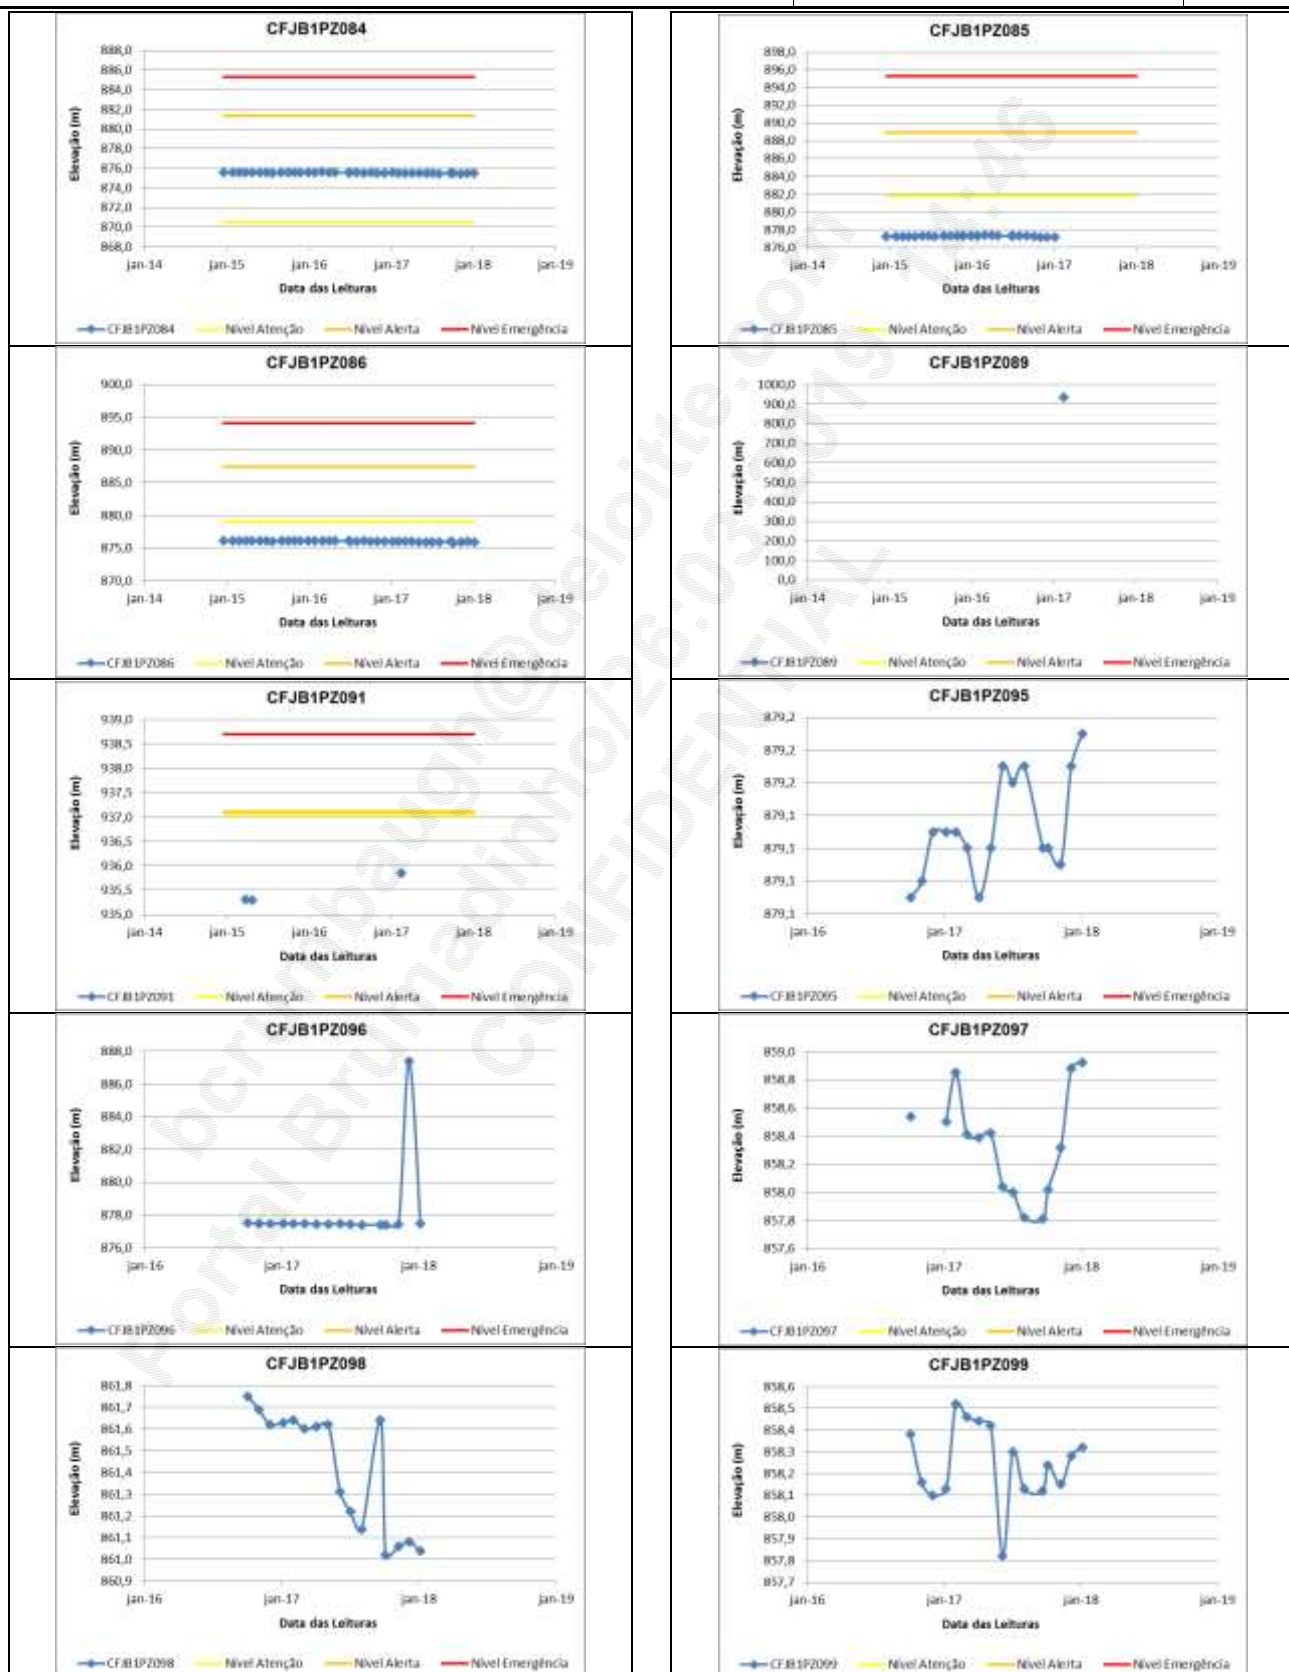 CFJB1PZ084
888,0
886,0
884,0
882,0
880,0
878,0
876,0
874,0
872,0
870,0
868,0
Elevação (m)
jan-14 jan-15 jan-16 jan-17 jan-18 jan-19
Data das Leituras
CFJB1PZ084 Nível Atenção Nível Alerta Nível Emergência
CFJB1PZ085
898,0
896,0
894,0
892,0
890,0
888,0
886,0
884,0
882,0
880,0
878,0
876,0
Elevação (m)
jan-14 jan-15 jan-16 jan-17 jan-18 jan-19
Data das Leituras
CFJB1PZ085 Nível Atenção Nível Alerta Nível Emergência
CFJB1PZ086
900,0
895,0
890,0
885,0
880,0
875,0
870,0
Elevação (m)
jan-14 jan-15 jan-16 jan-17 jan-18 jan-19
Data das Leituras
CFJB1PZ086 Nível Atenção Nível Alerta Nível Emergência
CFJB1PZ089
1000,0
900,0
800,0
700,0
600,0
500,0
400,0
300,0
200,0
100,0
0,0
Elevação (m)
jan-14 jan-15 jan-16 jan-17 jan-18 jan-19
Data das Leituras
CFJB1PZ089 Nível Atenção Nível Alerta Nível Emergência
CFJB1PZ091
939,0
938,5
938,0
937,5
937,0
936,5
936,0
935,5
935,0
Elevação (m)
jan-14 jan-15 jan-16 jan-17 jan-18 jan-19
Data das Leituras
CFJB1PZ091 Nível Atenção Nível Alerta Nível Emergência
CFJB1PZ095
879,2
879,2
879,2
879,1
879,1
879,1
879,1
Elevação (m)
jan-16 jan-17 jan-18 jan-19
Data das Leituras
CFJB1PZ095 Nível Atenção Nível Alerta Nível Emergência
CFJB1PZ096
888,0
886,0
884,0
882,0
880,0
878,0
876,0
Elevação (m)
jan-16 jan-17 jan-18 jan-19
Data das Leituras
CFJB1PZ096 Nível Atenção Nível Alerta Nível Emergência
CFJB1PZ097
859,0
858,8
858,6
858,4
858,2
858,0
857,8
857,6
Elevação (m)
jan-16 jan-17 jan-18 jan-19
Data das Leituras
CFJB1PZ097 Nível Atenção Nível Alerta Nível Emergência
CFJB1PZ098
861,8
861,7
861,6
861,5
861,4
861,3
861,2
861,1
861,0
860,9
Elevação (m)
jan-16 jan-17 jan-18 jan-19
Data das Leituras
CFJB1PZ098 Nível Atenção Nível Alerta Nível Emergência
CFJB1PZ099
858,6
858,5
858,4
858,3
858,2
858,1
858,0
857,9
857,8
857,7
Elevação (m)
jan-16 jan-17 jan-18 jan-19
Data das Leituras
CFJB1PZ099 Nível Atenção Nível Alerta Nível Emergência
bcrumbaugh@deloitte.com
Portal Brumadinho/26:03:2019 14:46
CONFIDENTIAL